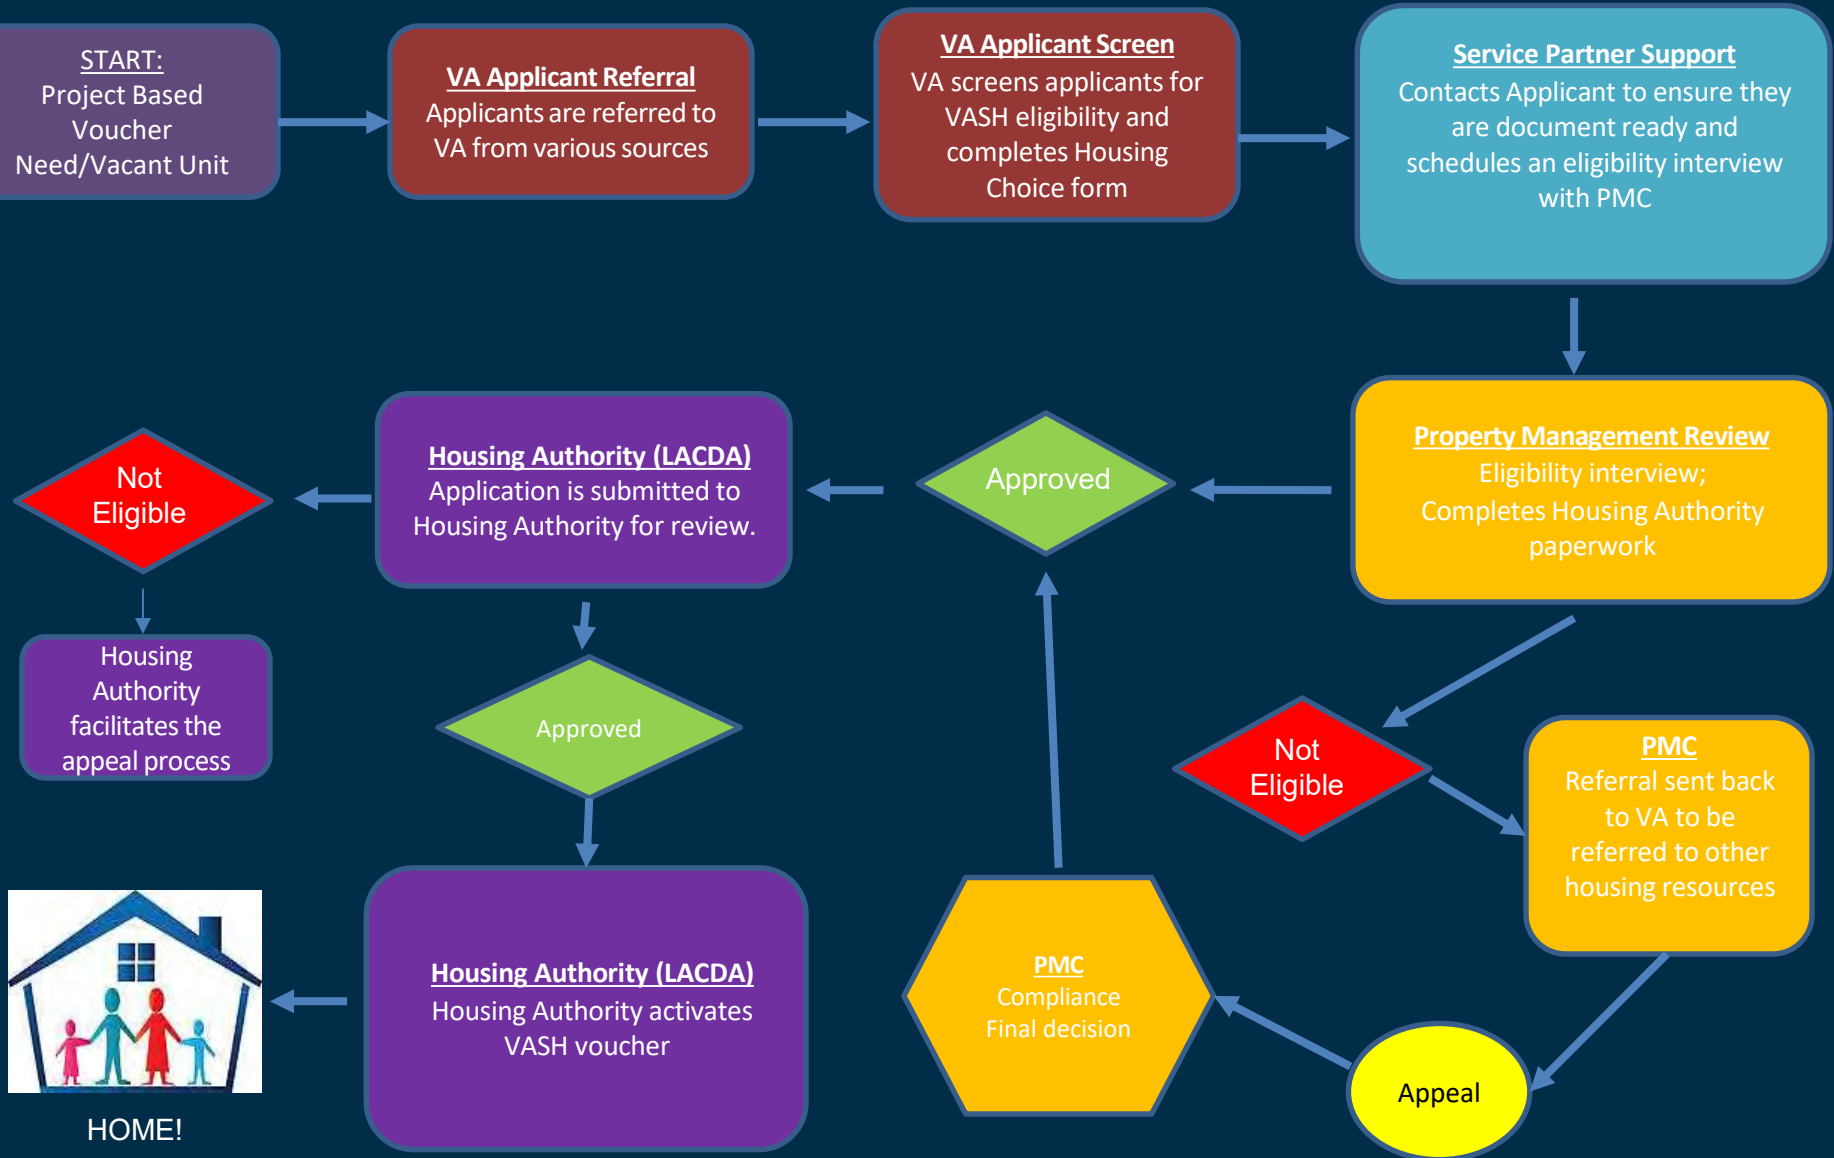 START:
Project Based
Voucher
Need/Vacant Unit
VA Applicant Referral
Applicants are referred to
VA from various sources
VA Applicant Screen
VA screens applicants for
VASH eligibility and
completes Housing
Choice form
Service Partner Support
Contacts Applicant to ensure they
are document ready and
schedules an eligibility interview
with PMC
Property Management Review
Eligibility interview;
Completes Housing Authority
paperwork
Approved
Housing Authority (LACDA)
Application is submitted to
Housing Authority for review.
Not
Eligible
Housing
Authority
facilitates the
appeal process
Approved
Not
Eligible
PMC
Referral sent back
to VA to be
referred to other
housing resources
Appeal
PMC
Compliance
Final decision
Housing Authority (LACDA)
Housing Authority activates
VASH voucher
HOME!